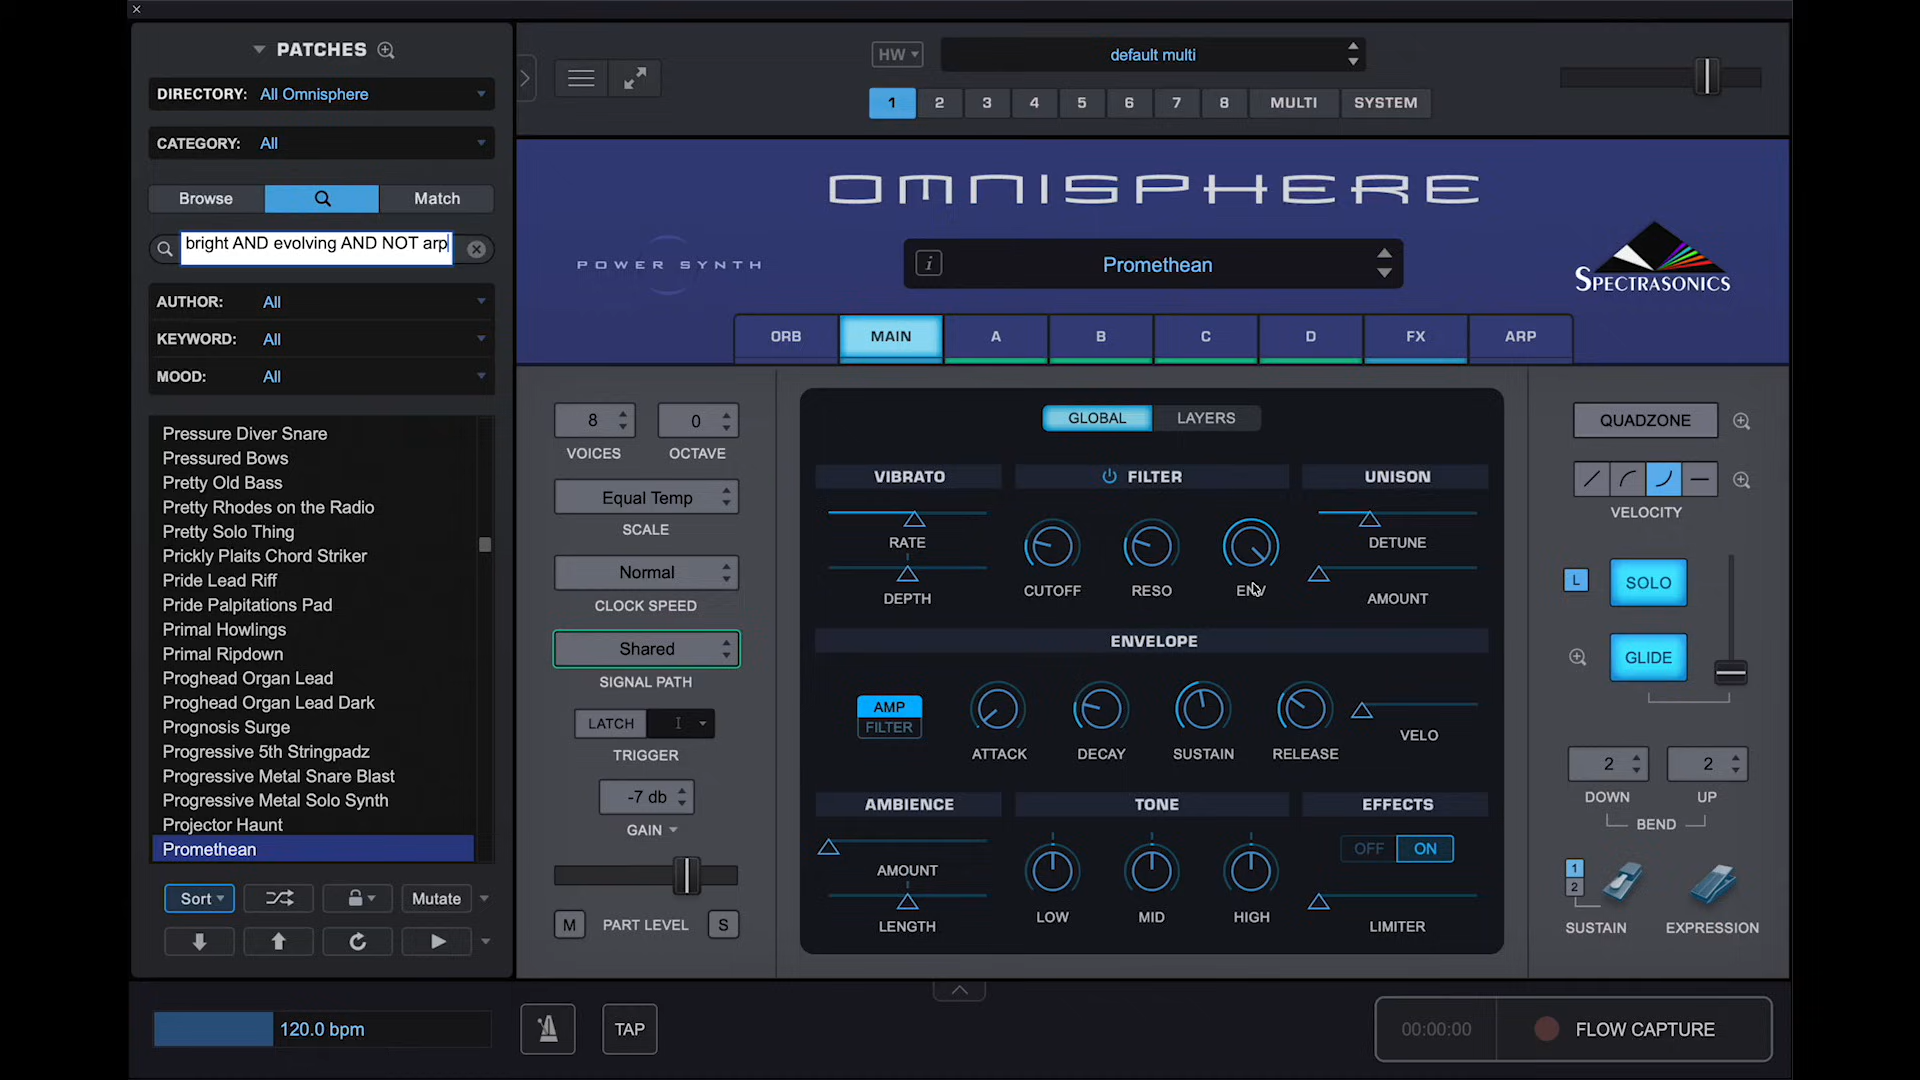 PATCHES
DIRECTORY: All Omnisphere
CATEGORY: All
Browse Match
bright AND evolving AND NOT arp
AUTHOR: All
KEYWORD: All
MOOD: All
Pressure Diver Snare
Pressured Bows
Pretty Old Bass
Pretty Rhodes on the Radio
Pretty Solo Thing
Prickly Plaits Chord Striker
Pride Lead Riff
Pride Palpitations Pad
Primal Howlings
Primal Ripdown
Proghead Organ Lead
Proghead Organ Lead Dark
Prognosis Surge
Progressive 5th Stringpadz
Progressive Metal Snare Blast
Progressive Metal Solo Synth
Projector Haunt
Promethean
Sort Mutate
120.0 bpm
TAP
00:00:00 FLOW CAPTURE
HW default multi
1 2 3 4 5 6 7 8 MULTI SYSTEM
OMNISPHERE
POWER SYNTH
i Promethean
SPECTRASONICS
ORB MAIN A B C D FX ARP
8 0
VOICES OCTAVE
Equal Temp
SCALE
Normal
CLOCK SPEED
Shared
SIGNAL PATH
LATCH
TRIGGER
-7 db
GAIN
M PART LEVEL S
GLOBAL LAYERS
VIBRATO FILTER UNISON
RATE
DEPTH
CUTOFF RESO ENV
DETUNE
AMOUNT
ENVELOPE
AMP
FILTER
ATTACK DECAY SUSTAIN RELEASE VELO
AMBIENCE TONE EFFECTS
AMOUNT
LENGTH
LOW MID HIGH
OFF ON
LIMITER
QUADZONE
VELOCITY
L SOLO
GLIDE
2 2
DOWN UP
BEND
1
2
SUSTAIN EXPRESSION